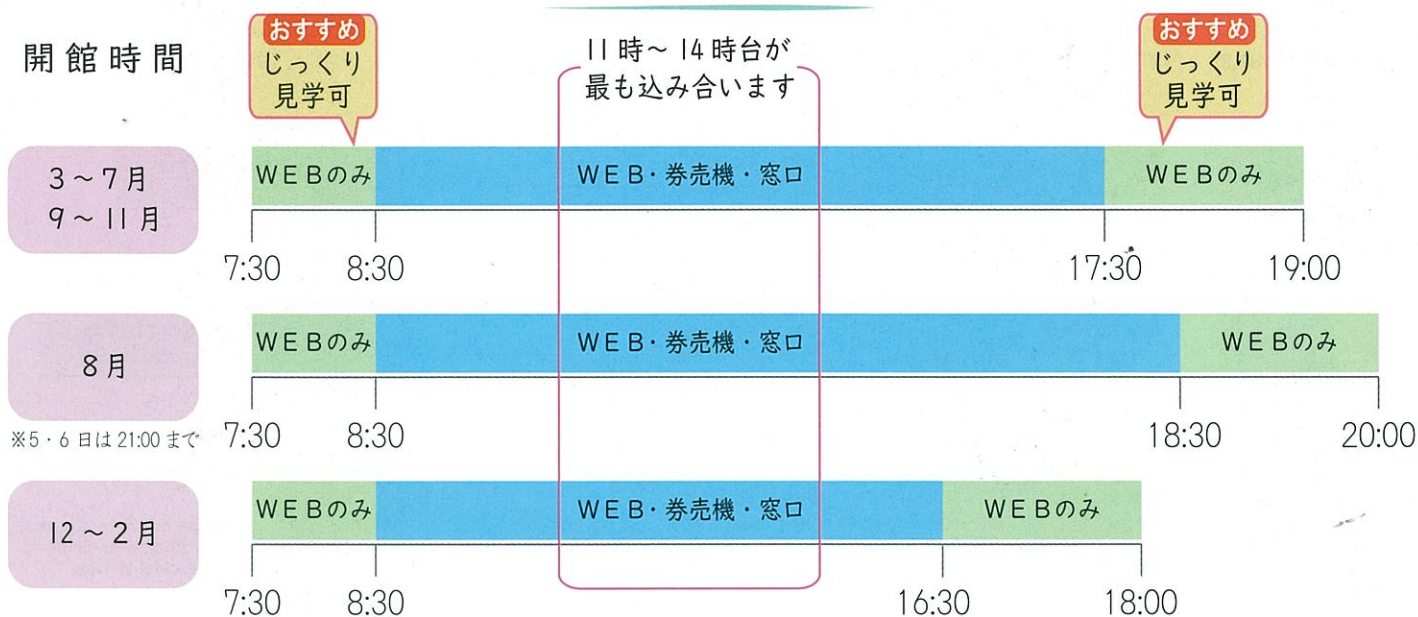 開館時間
おすすめ
じっくり
見学可
11時～14時台が
最も込み合います
おすすめ
じっくり
見学可
3～7月
9～11月
WEBのみ
WEB・券売機・窓口
WEBのみ
7:30
8:30
17:30
19:00
8月
※5・6日は21:00まで
WEBのみ
WEB・券売機・窓口
WEBのみ
7:30
8:30
18:30
20:00
12～2月
WEBのみ
WEB・券売機・窓口
WEBのみ
7:30
8:30
16:30
18:00